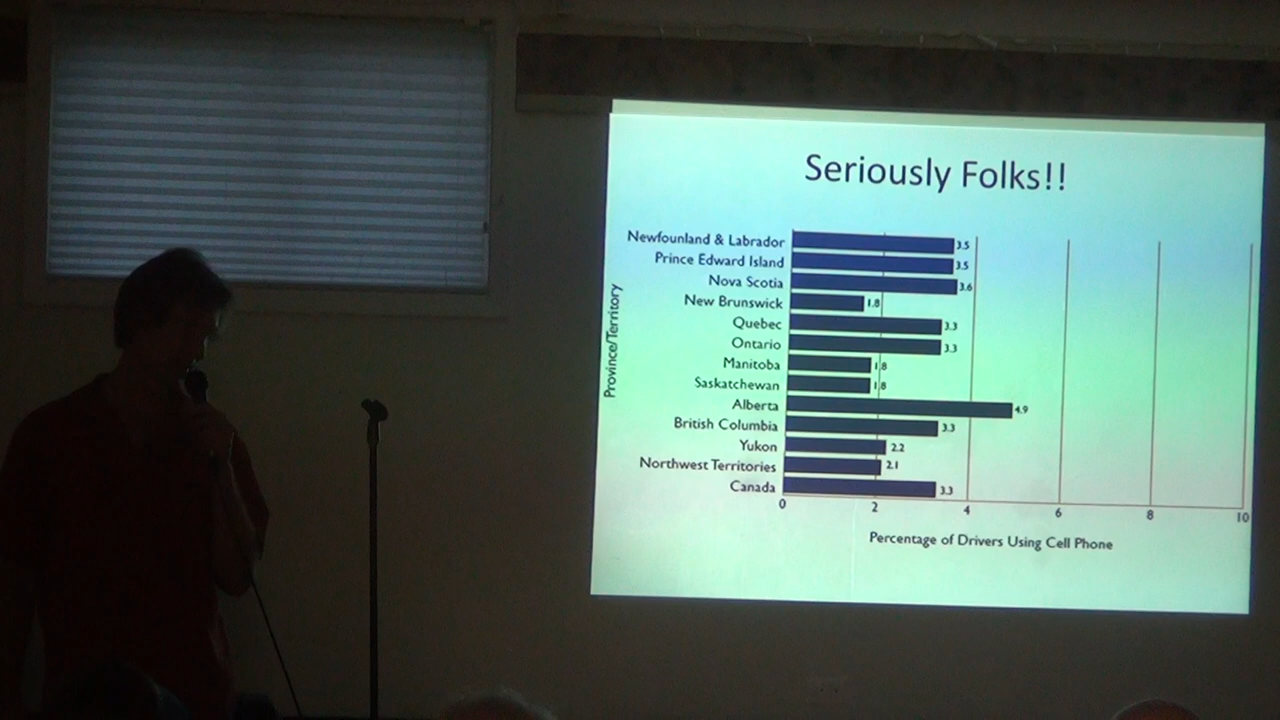 Seriously Folks!!
Province/Territory
Newfounland & Labrador 3.5
Prince Edward Island 3.5
Nova Scotia 3.6
New Brunswick 1.8
Quebec 3.3
Ontario 3.3
Manitoba 1.8
Saskatchewan 1.8
Alberta 4.9
British Columbia 3.3
Yukon 2.2
Northwest Territories 2.1
Canada 3.3
0 2 4 6 8 10
Percentage of Drivers Using Cell Phone